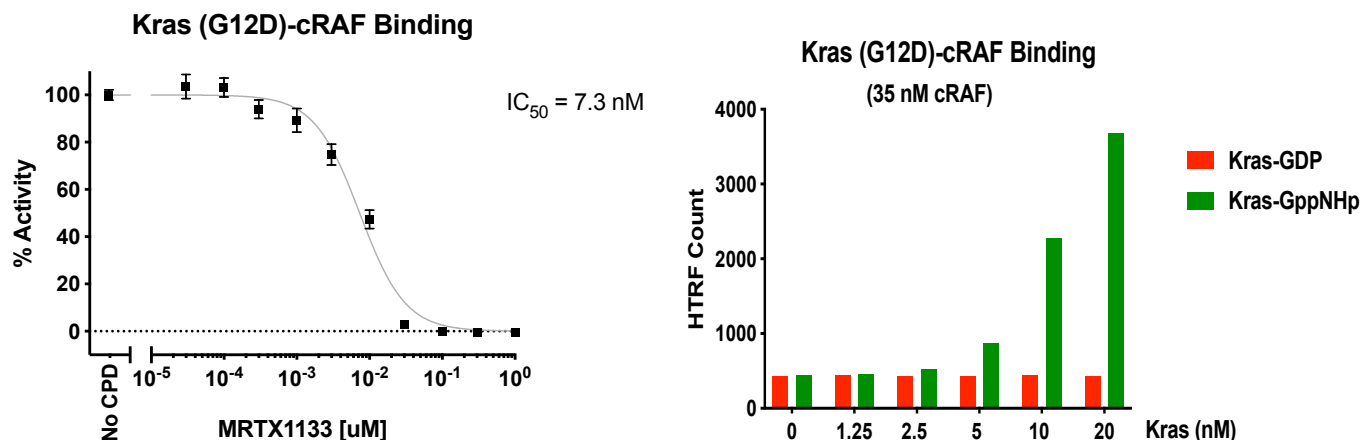 Kras (G12D)-cRAF Binding
IC50 = 7.3 nM
% Activity
100
80
60
40
20
0
No CPD
10-5
10-4
10-3
10-2
10-1
100
MRTX1133 [uM]
Kras (G12D)-cRAF Binding
(35 nM cRAF)
HTRF Count
4000
3000
2000
1000
0
0
1.25
2.5
5
10
20
Kras (nM)
Kras-GDP
Kras-GppNHp